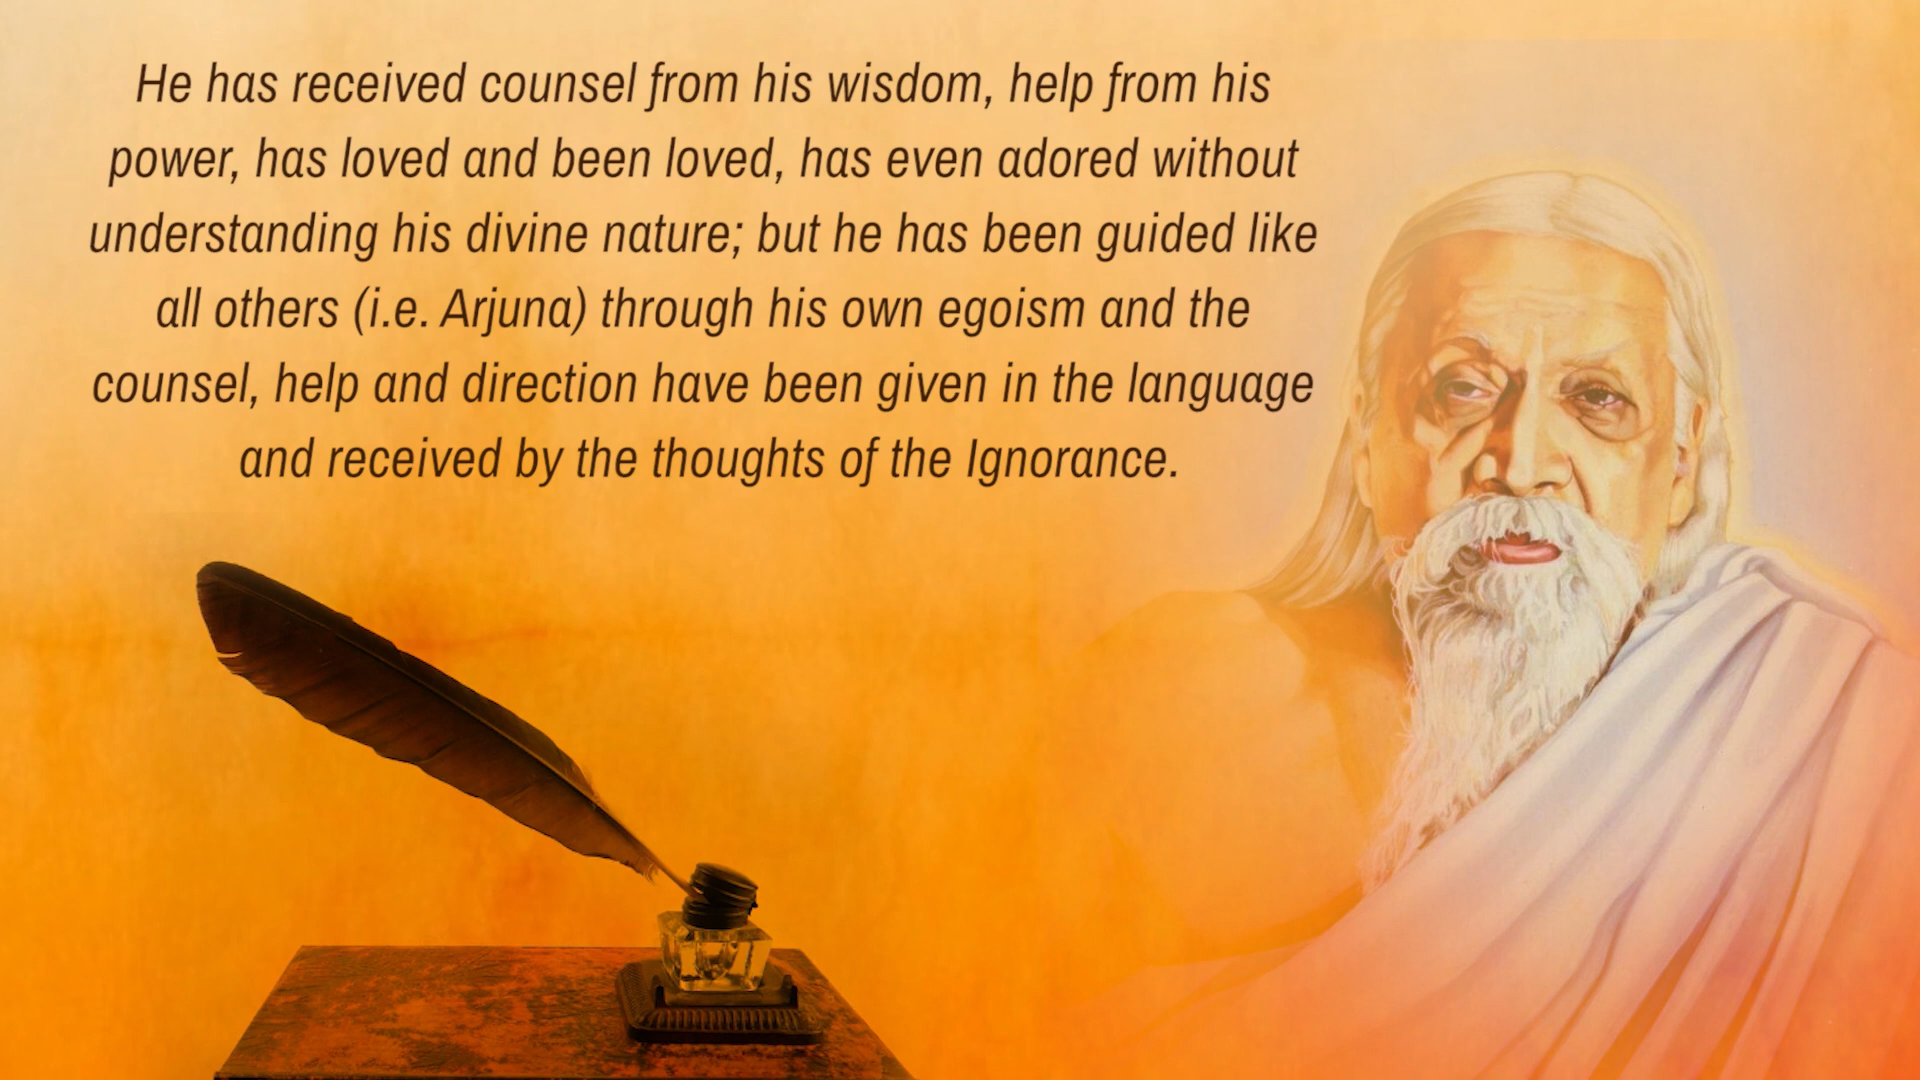 He has received counsel from his wisdom, help from his
power, has loved and been loved, has even adored without
understanding his divine nature; but he has been guided like
all others (i.e. Arjuna) through his own egoism and the
counsel, help and direction have been given in the language
and received by the thoughts of the Ignorance.